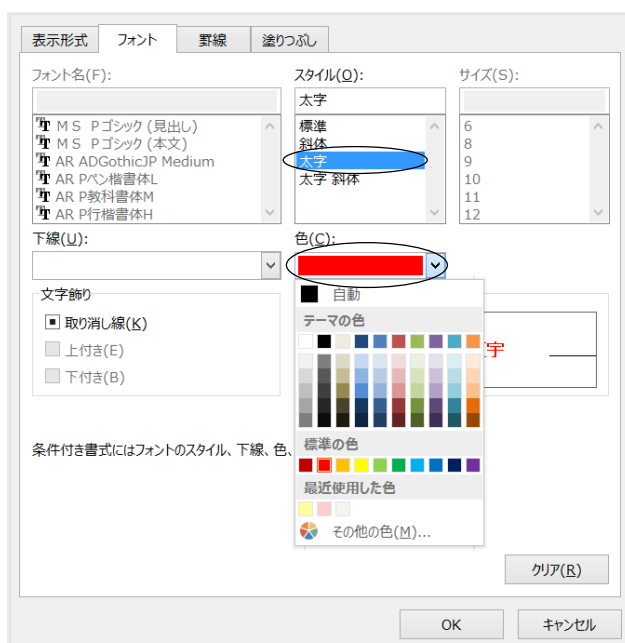 表示形式 フォント 罫線 塗りつぶし
フォント名(F): スタイル(O): サイズ(S):
太字
ＭＳ Ｐゴシック (見出し) 標準 6
ＭＳ Ｐゴシック (本文) 斜体 8
AR ADGothicJP Medium 太字 9
AR Pペン楷書体L 太字 斜体 10
AR P教科書体M 11
AR P行楷書体H 12
下線(U): 色(C):
文字飾り 自動
取り消し線(K) テーマの色
上付き(E)
下付き(B)
条件付き書式にはフォントのスタイル、下線、色、
標準の色
最近使用した色
その他の色(M)...
クリア(R)
OK キャンセル